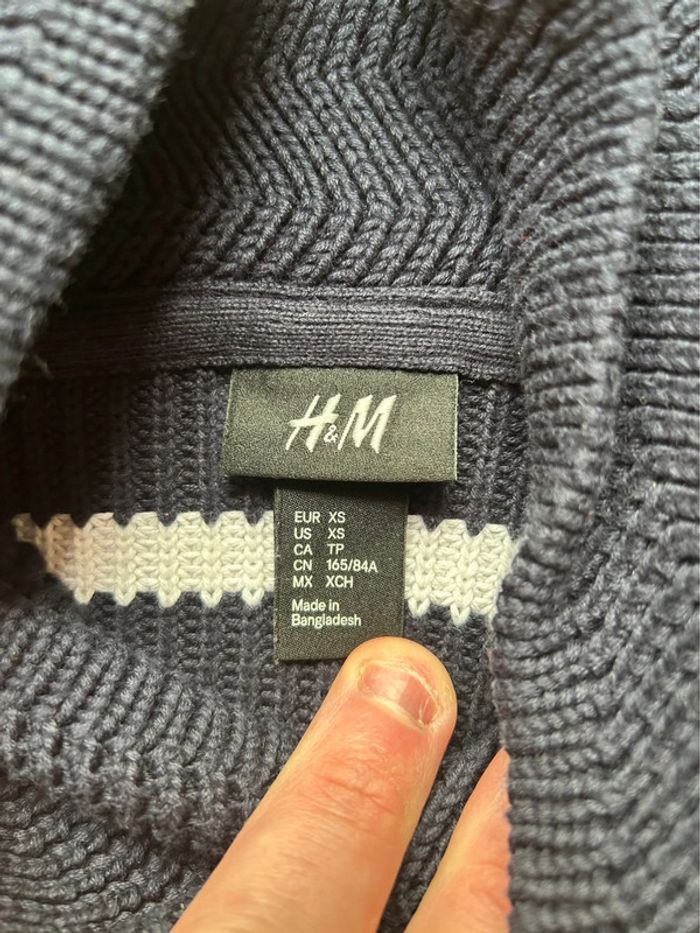 H&M
EUR XS
US XS
CA TP
CN 165/84A
MX XCH
Made in
Bangladesh